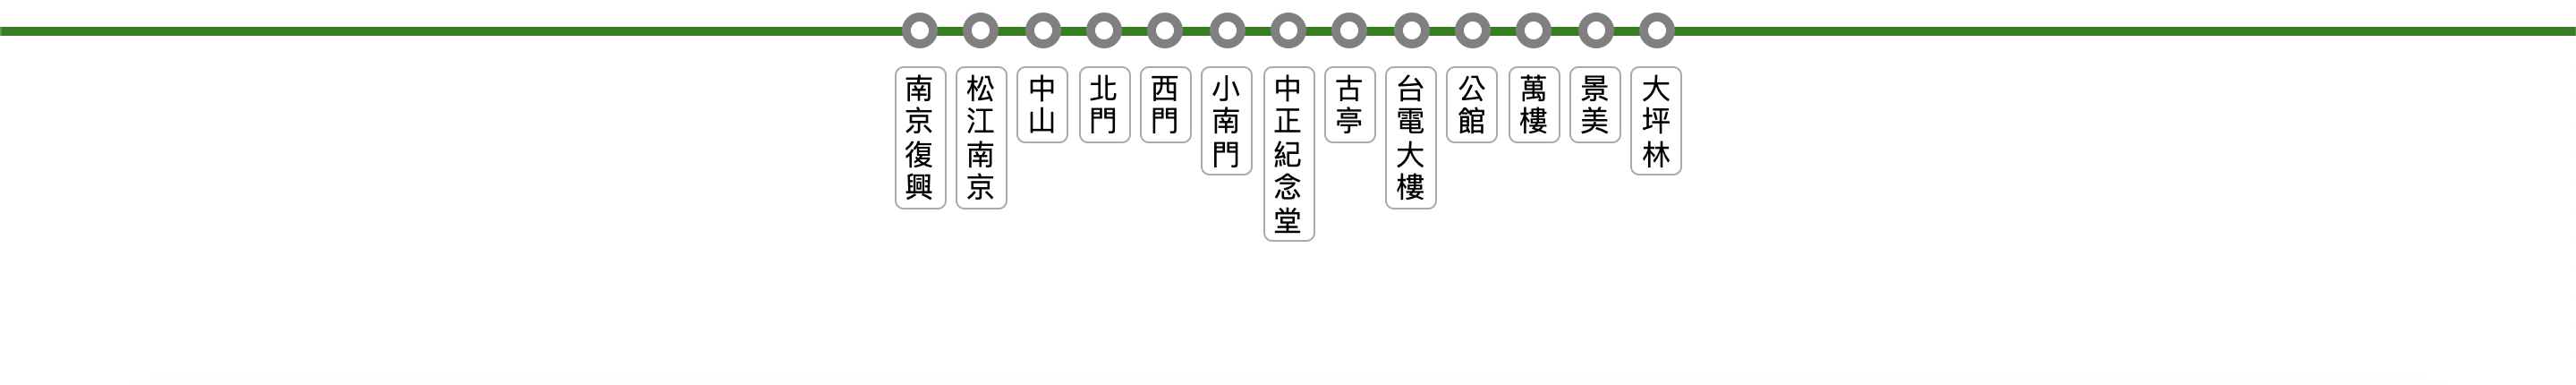 南京復興
松江南京
中山
北門
西門
小南門
中正紀念堂
古亭
台電大樓
公館
萬樓
景美
大坪林